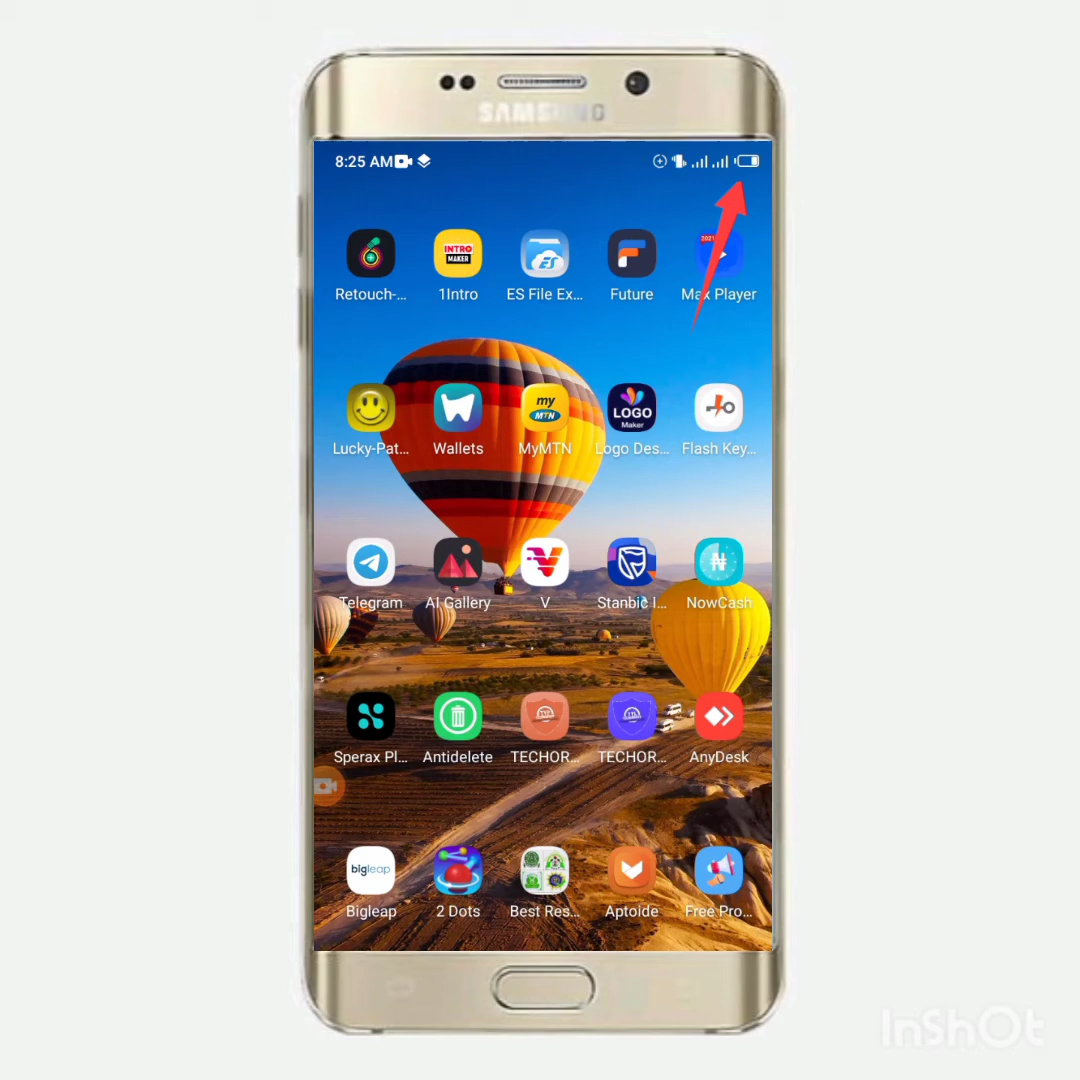 SAMSUNG
8:25 AM
INTRO
MAKER
ES
2021
Retouch-...
1Intro
ES File Ex...
Future
Max Player
my
MTN
LOGO
Maker
Lucky-Pat...
Wallets
MyMTN
Logo Des...
Flash Key...
Telegram
AI Gallery
V
Stanbic I...
NowCash
Sperax Pl...
Antidelete
TECHOR...
TECHOR...
AnyDesk
bigleap
Bigleap
2 Dots
Best Res...
Aptoide
Free Pro...
InShOt